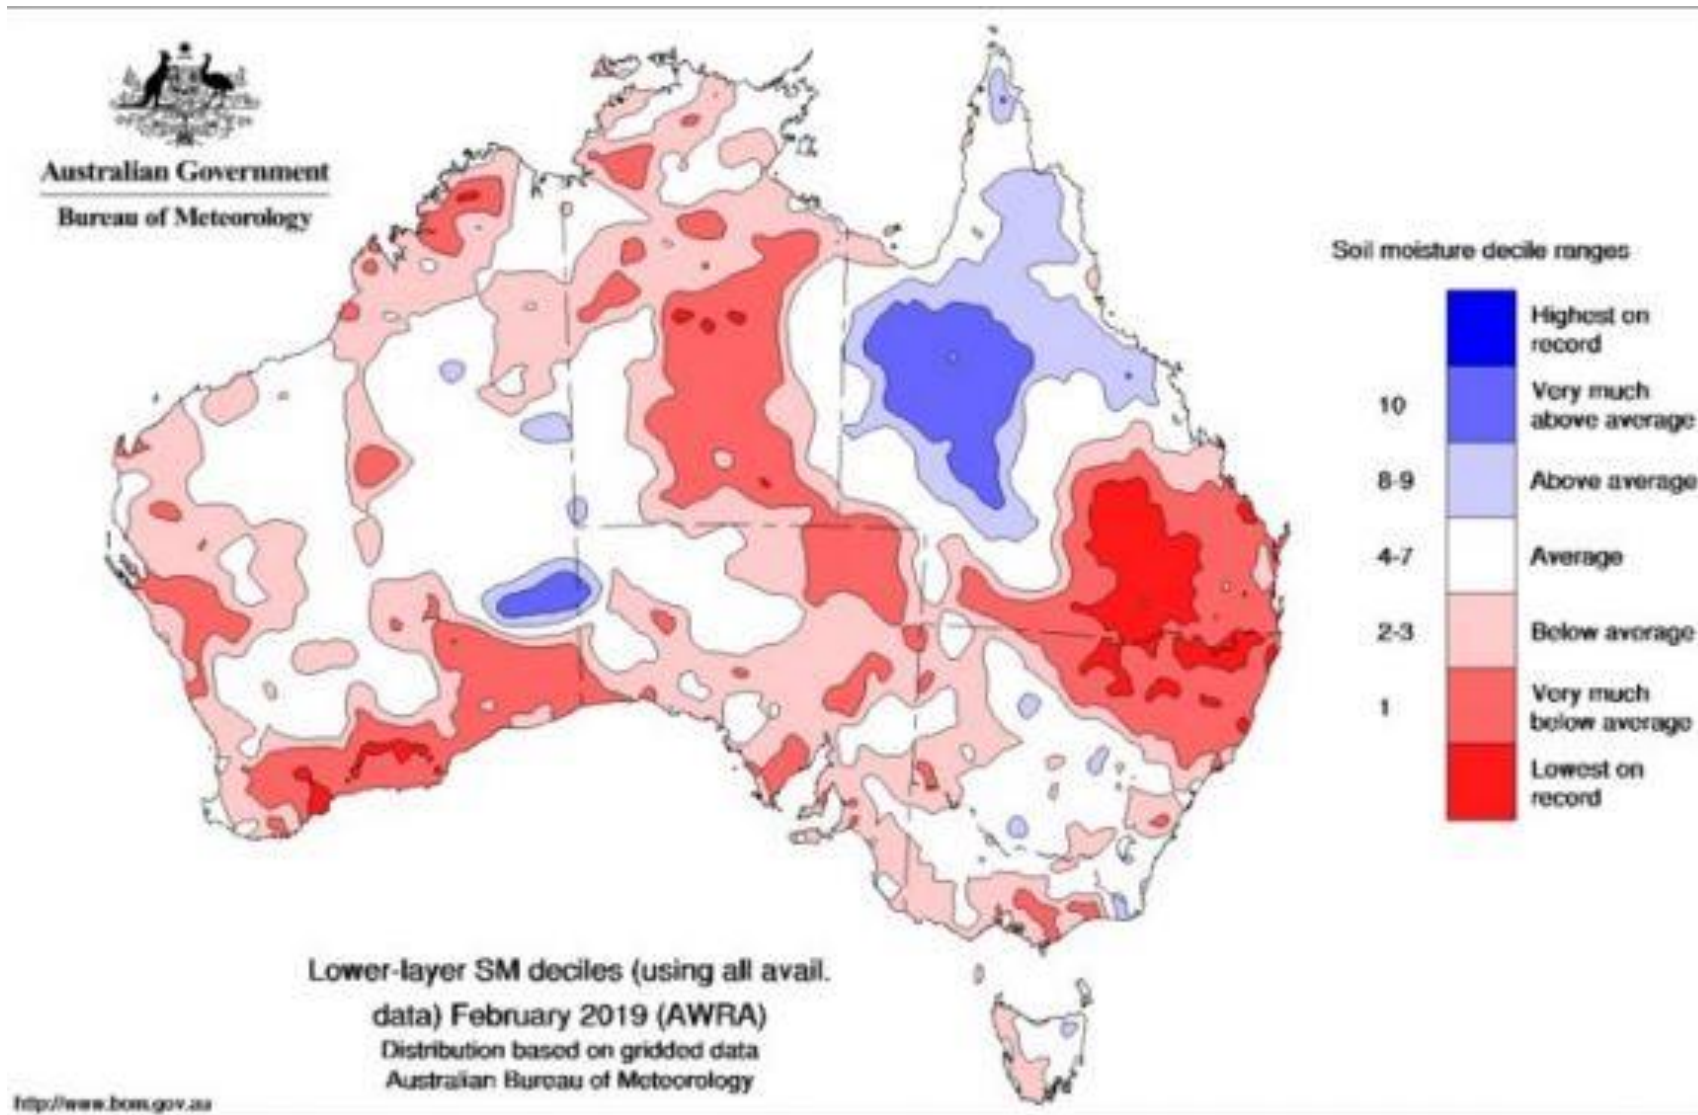 Australian Government
Bureau of Meteorology
Soil moisture decile ranges
Highest on
record
10
Very much
above average
8-9
Above average
4-7
Average
2-3
Below average
1
Very much
below average
Lowest on
record
Lower-layer SM deciles (using all avail.
data) February 2019 (AWRA)
Distribution based on gridded data
Australian Bureau of Meteorology
http://www.bom.gov.au